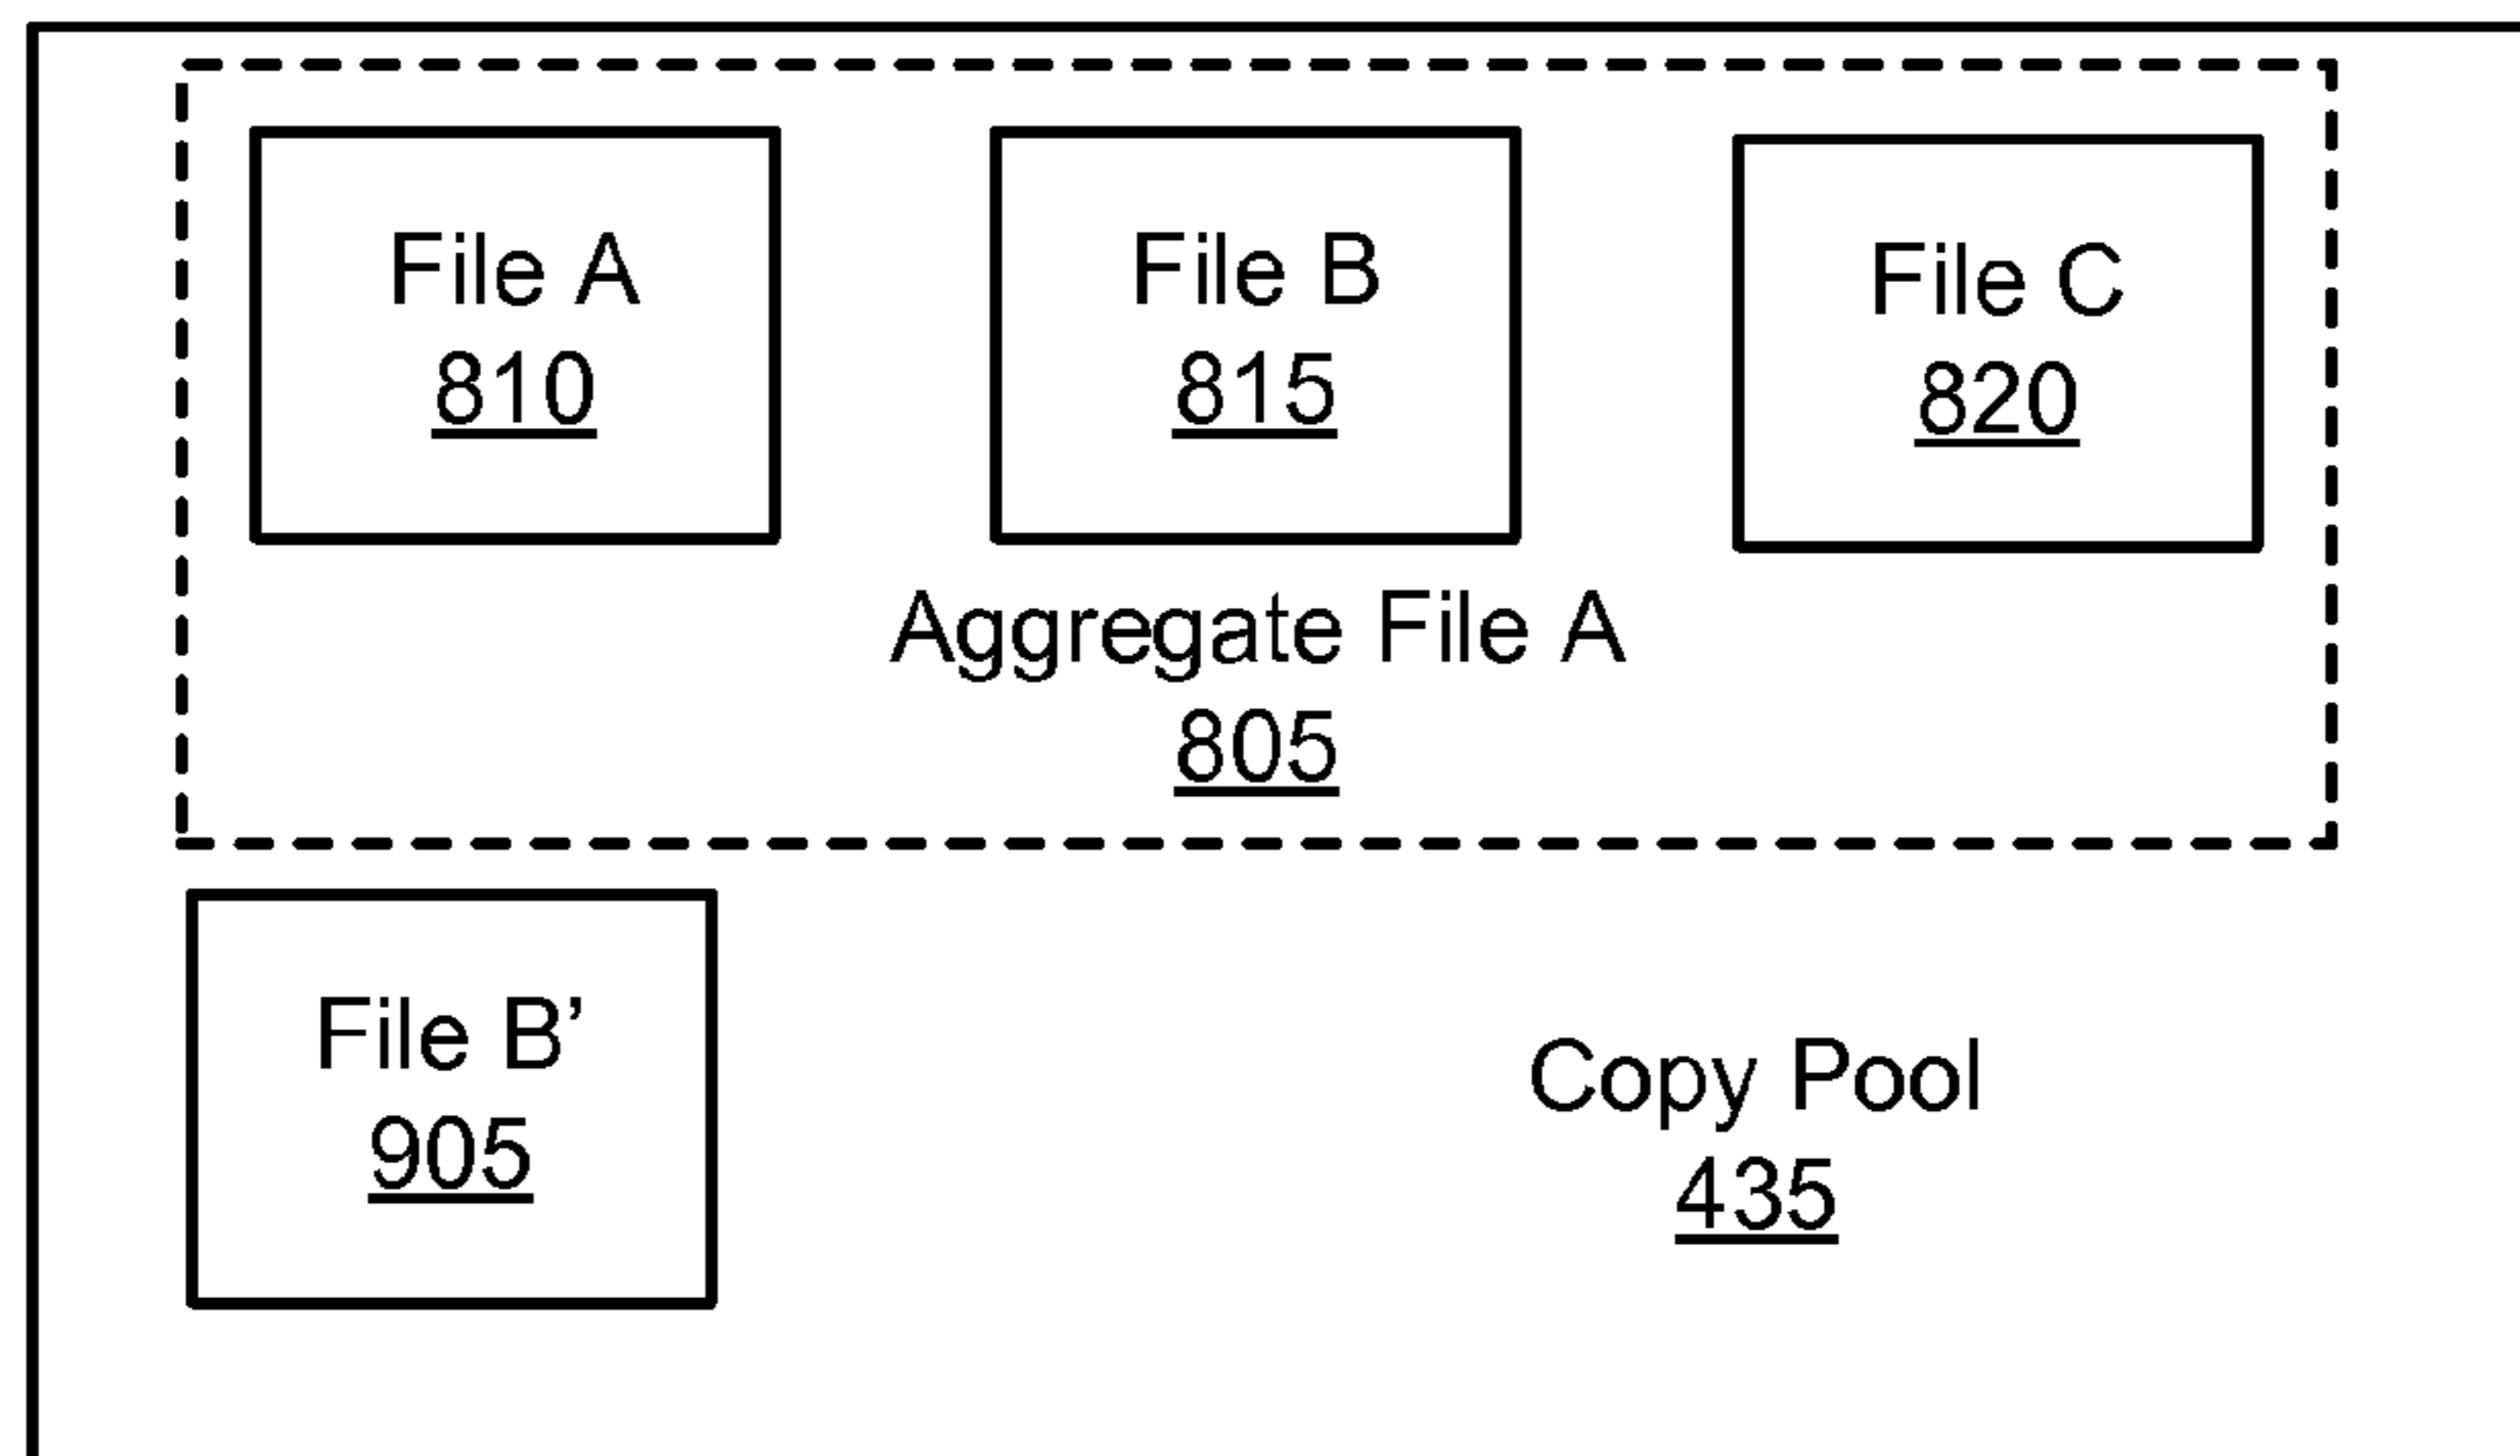 File A
810
File B
815
File C
820
Aggregate File A
805
File B’
905
Copy Pool
435